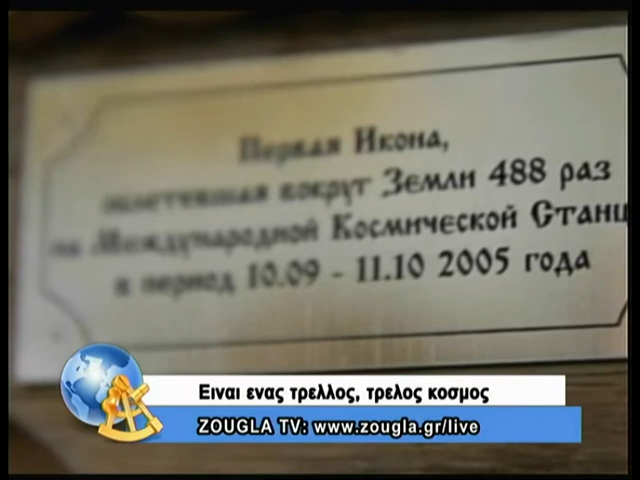 Первая Икона,
облетевшая вокруг Земли 488 раз
на Международной Космической Станц
в период 10.09 - 11.10 2005 года
Ειναι ενας τρελλος, τρελος κοσμος
ZOUGLA TV: www.zougla.gr/live